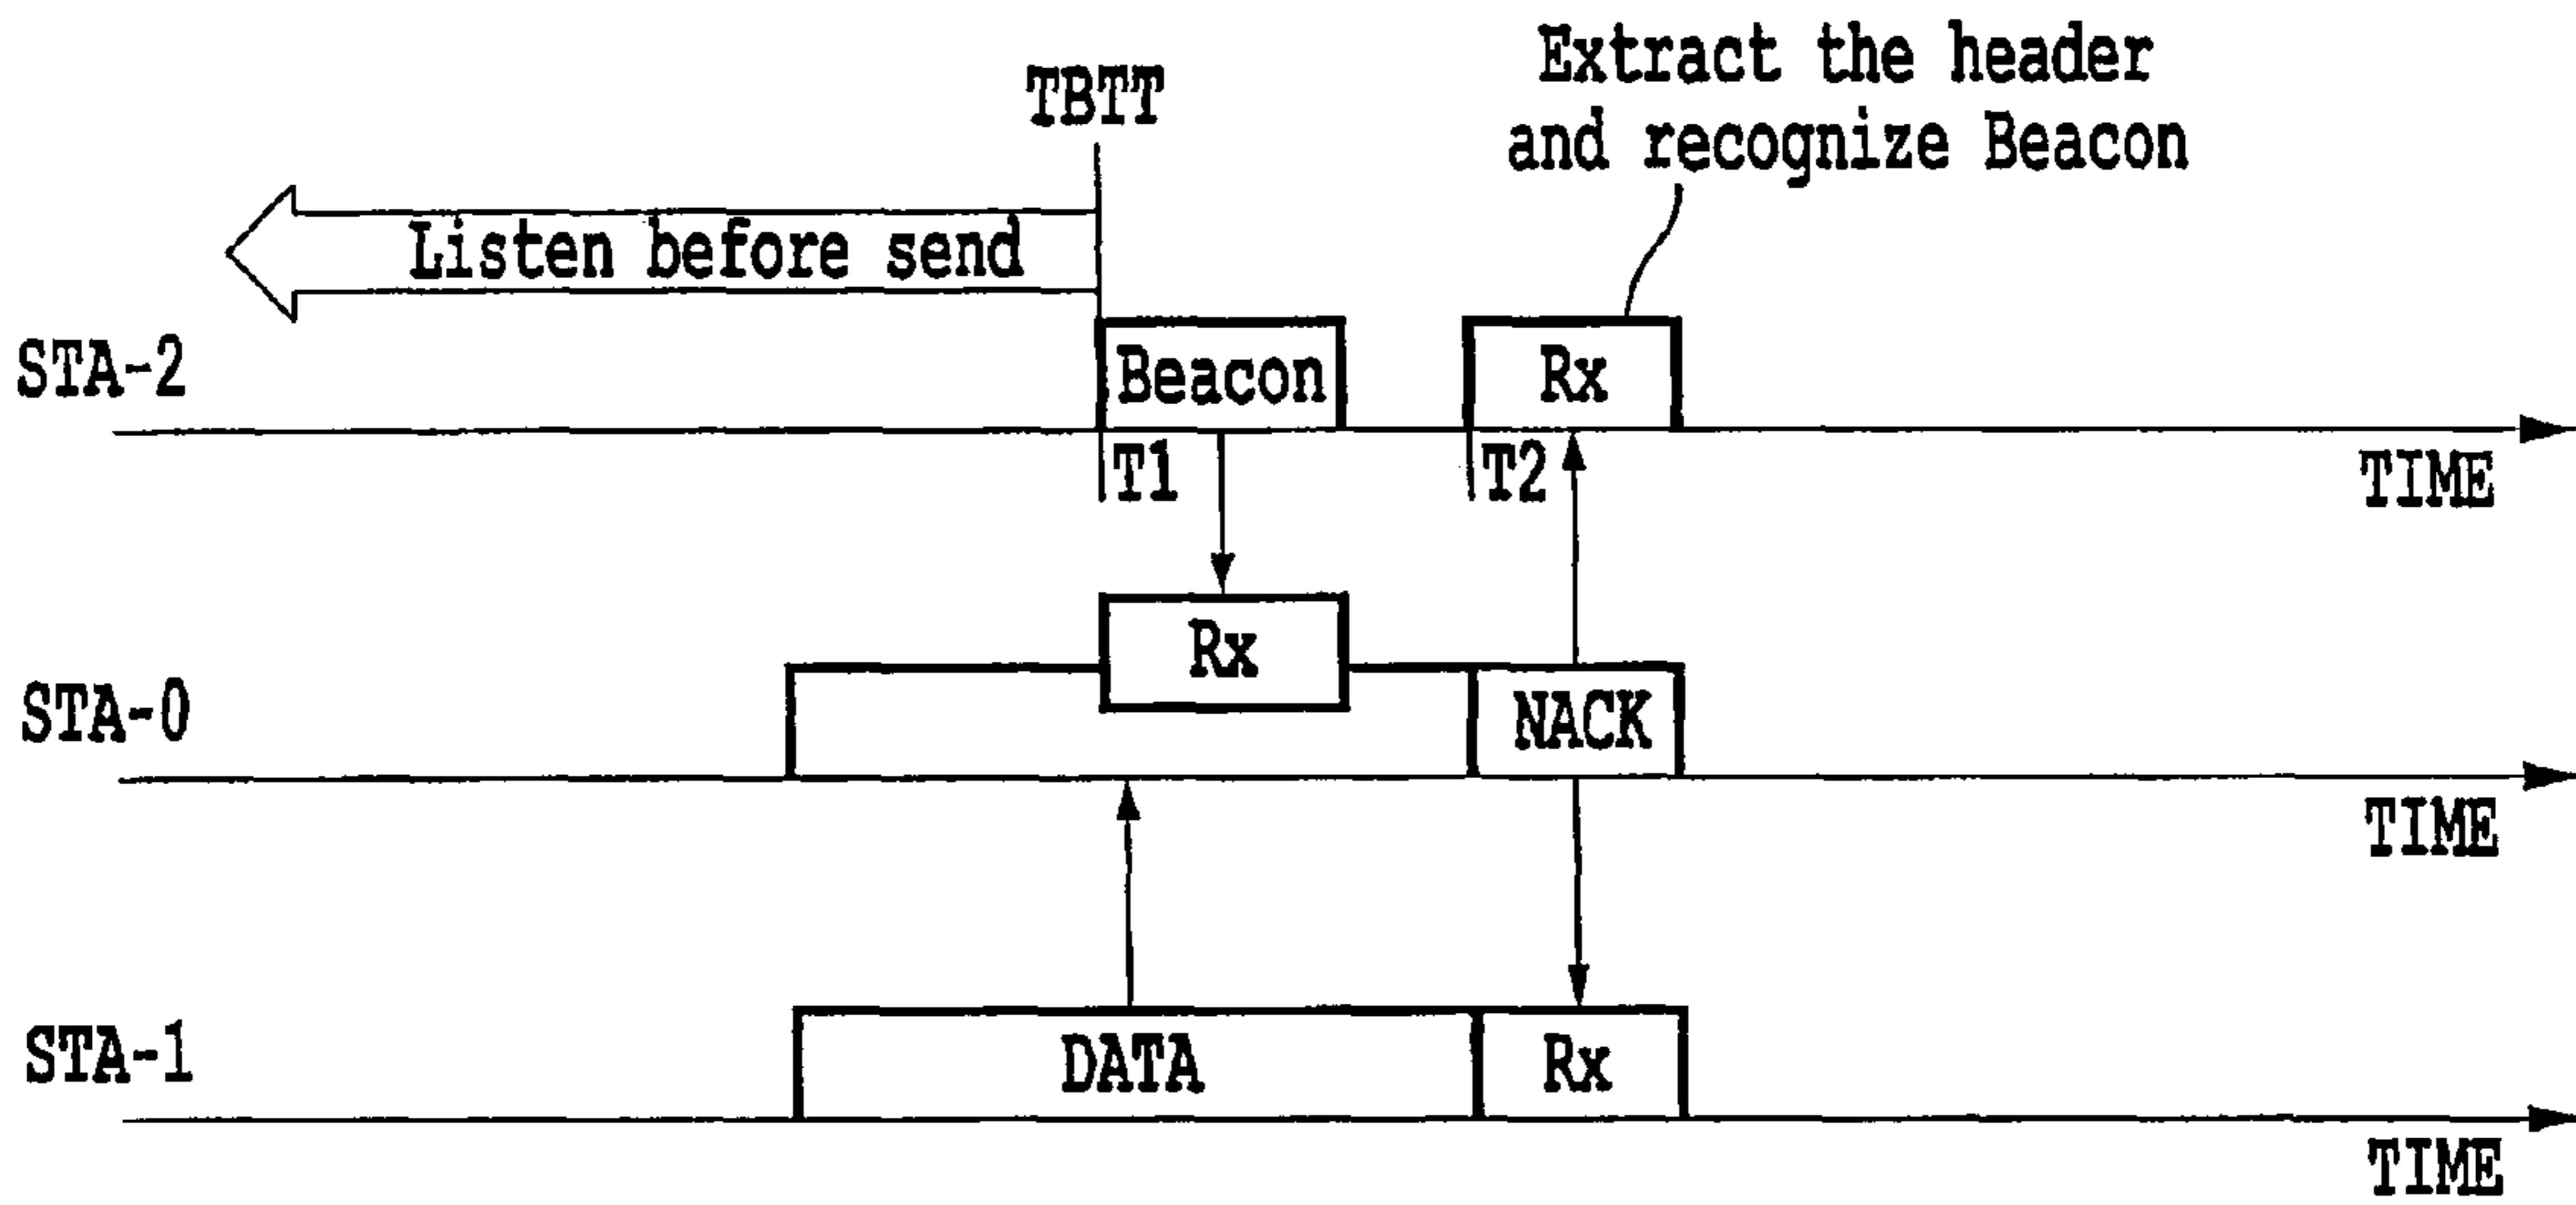 Extract the header
and recognize Beacon
TBTT
Listen before send
STA-2
Beacon
Rx
T1
T2
TIME
Rx
STA-0
NACK
TIME
STA-1
DATA
Rx
TIME